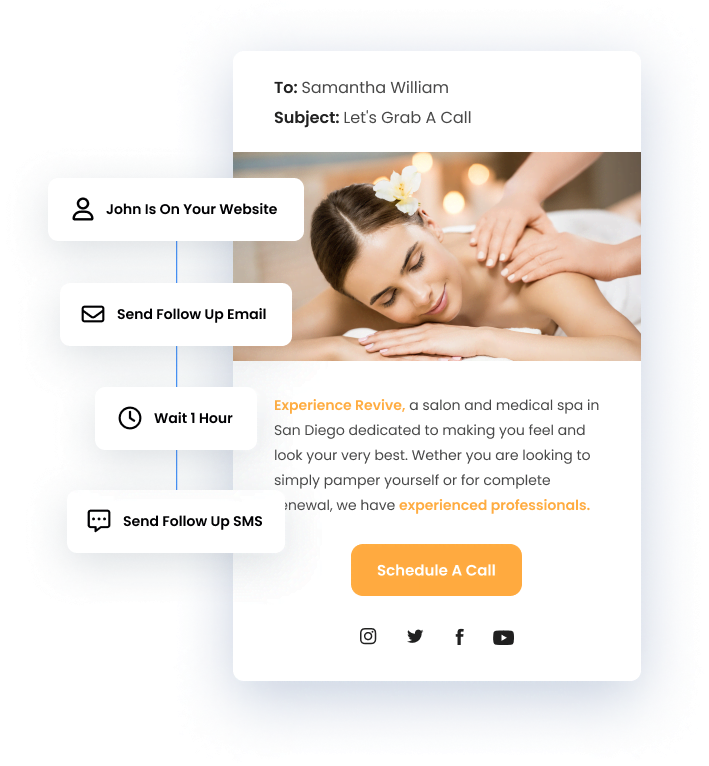 To: Samantha William
Subject: Let's Grab A Call
John Is On Your Website
Send Follow Up Email
Wait 1 Hour
Send Follow Up SMS
Experience Revive, a salon and medical spa in
San Diego dedicated to making you feel and
look your very best. Wether you are looking to
simply pamper yourself or for complete
enewal, we have experienced professionals.
Schedule A Call